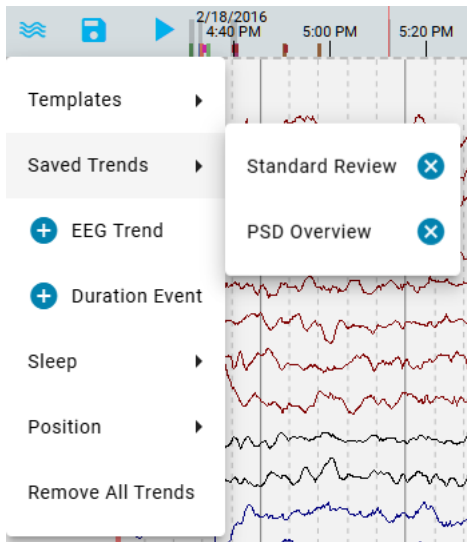 2/18/2016
4:40 PM 5:00 PM 5:20 PM
Templates
Saved Trends
Standard Review
EEG Trend
PSD Overview
Duration Event
Sleep
Position
Remove All Trends